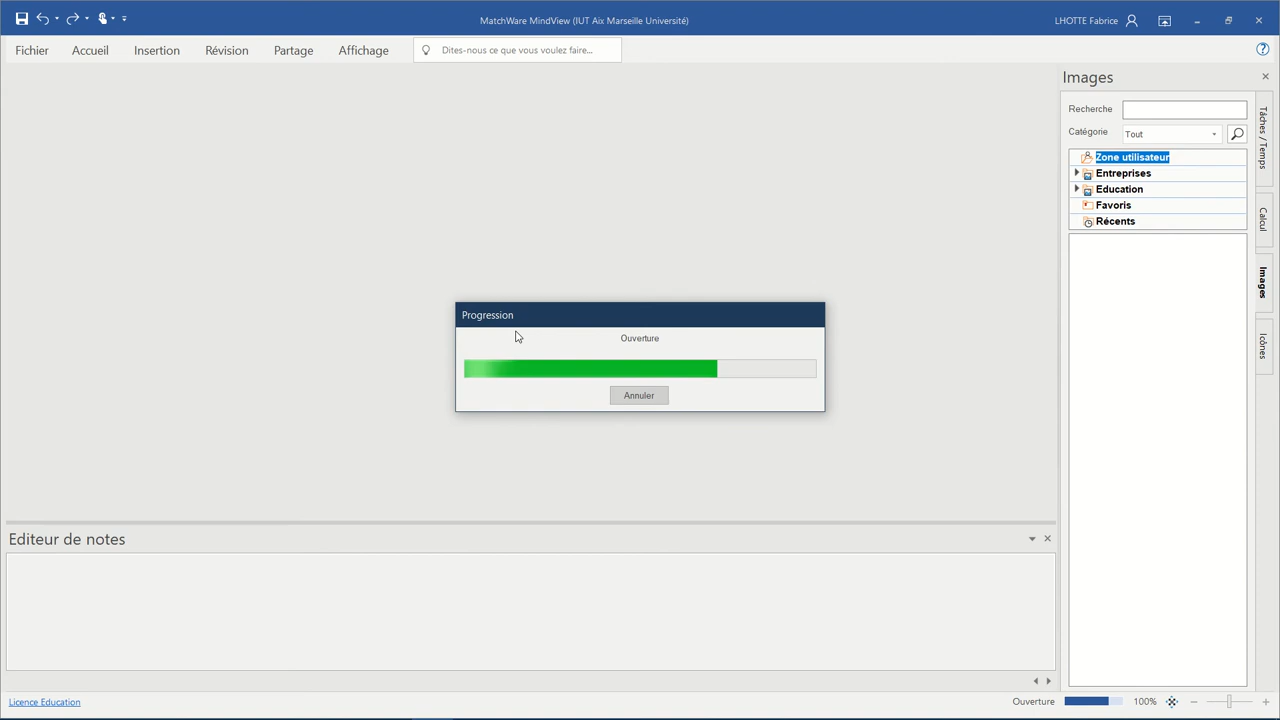 MatchWare MindView (IUT Aix Marseille Université)
LHOTTE Fabrice
Fichier
Accueil
Insertion
Révision
Partage
Affichage
Dites-nous ce que vous voulez faire...
Images
Recherche
Catégorie
Tout
Zone utilisateur
Entreprises
Education
Favoris
Récents
Tâches / Temps
Calcul
Images
Icônes
Progression
Ouverture
Annuler
Editeur de notes
Licence Education
Ouverture
100%